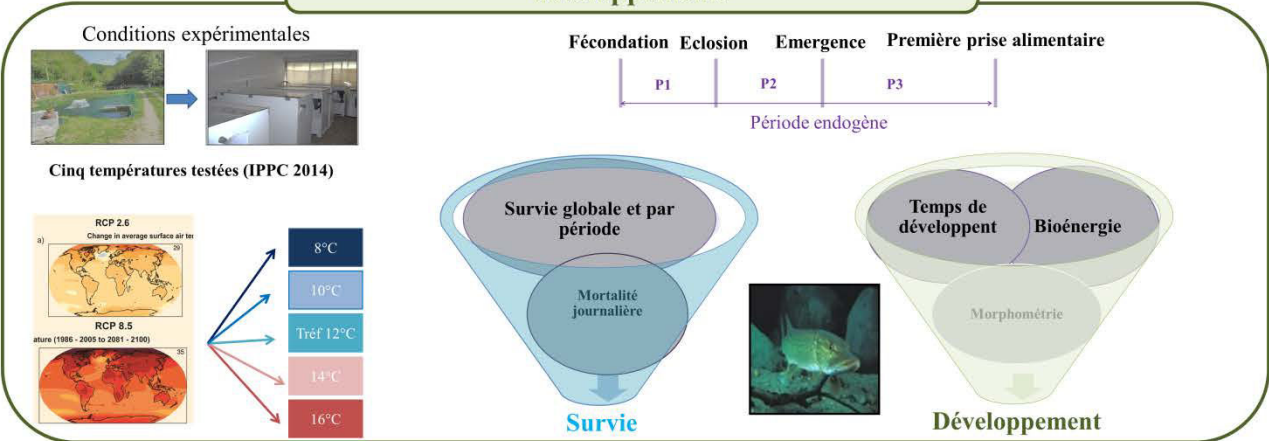 Conditions expérimentales
Cinq températures testées (IPPC 2014)
RCP 2.6
Change in average surface air
a)
29
RCP 8.5
ature (1986 - 2005 to 2081 - 2100)
35
8°C
10°C
Tréf 12°C
14°C
16°C
Fécondation Eclosion Emergence Première prise alimentaire
P1 P2 P3
Période endogène
Survie globale et par
période
Mortalité
journalière
Survie
Temps de
développent
Bioénergie
Morphométrie
Développement